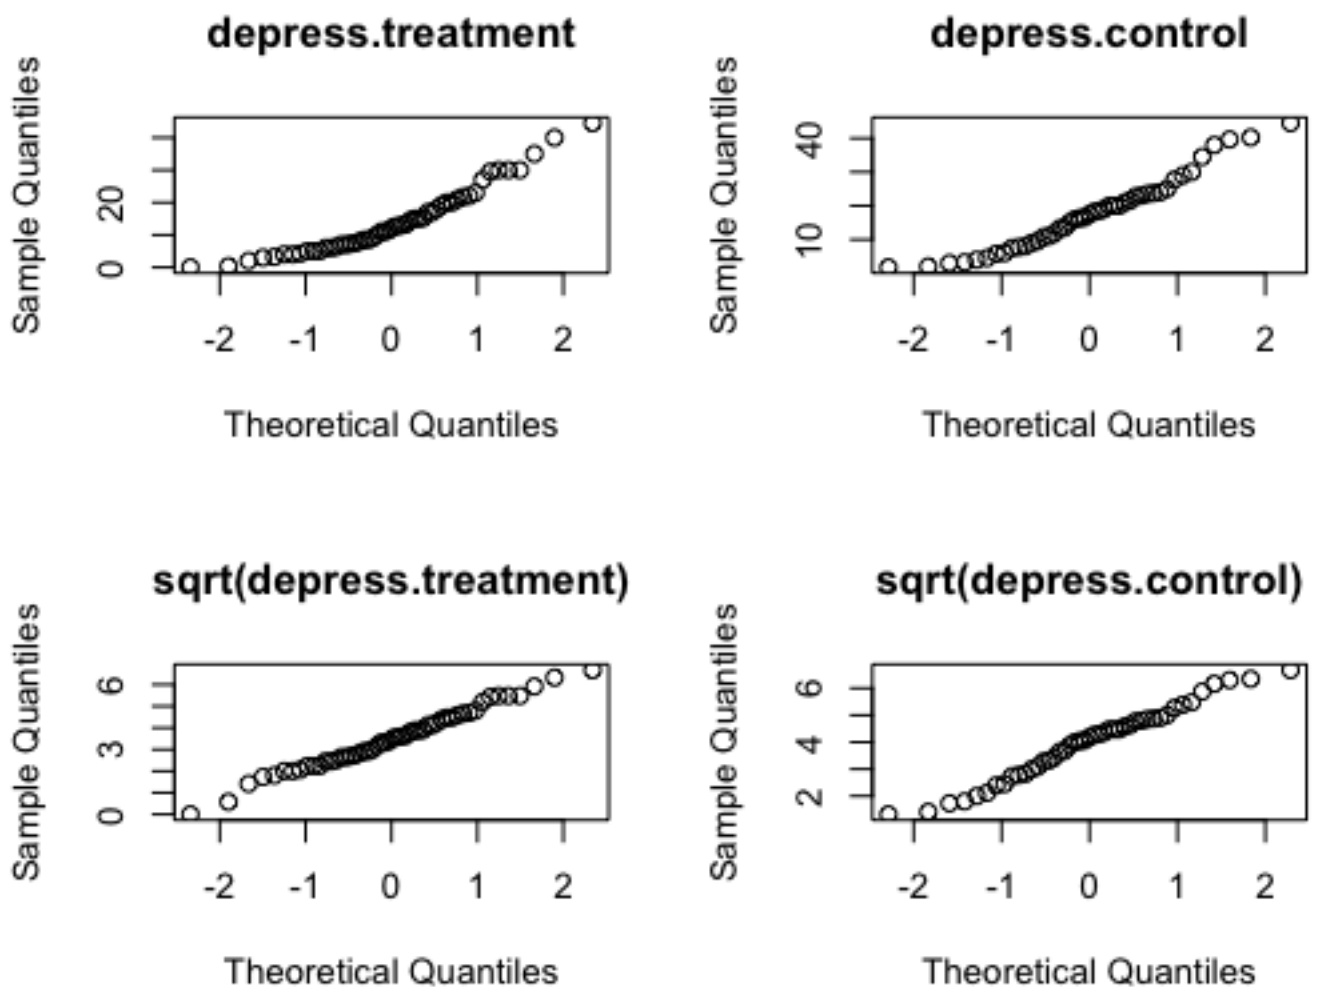 depress.treatment
Sample Quantiles
0 20
-2 -1 0 1 2
Theoretical Quantiles
depress.control
Sample Quantiles
10 40
-2 -1 0 1 2
Theoretical Quantiles
sqrt(depress.treatment)
Sample Quantiles
0 3 6
-2 -1 0 1 2
Theoretical Quantiles
sqrt(depress.control)
Sample Quantiles
2 4 6
-2 -1 0 1 2
Theoretical Quantiles